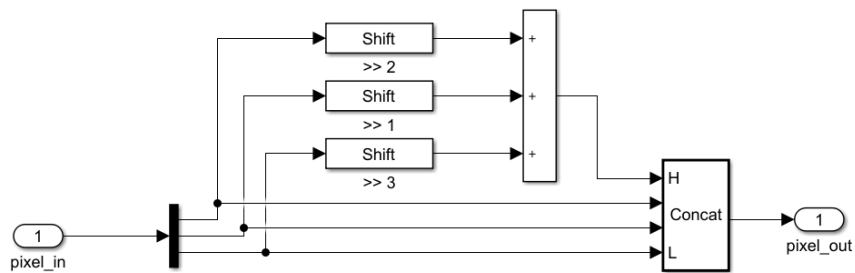 Shift
>> 2
+
Shift
>> 1
+
Shift
>> 3
+
H
Concat
L
1
pixel_in
1
pixel_out